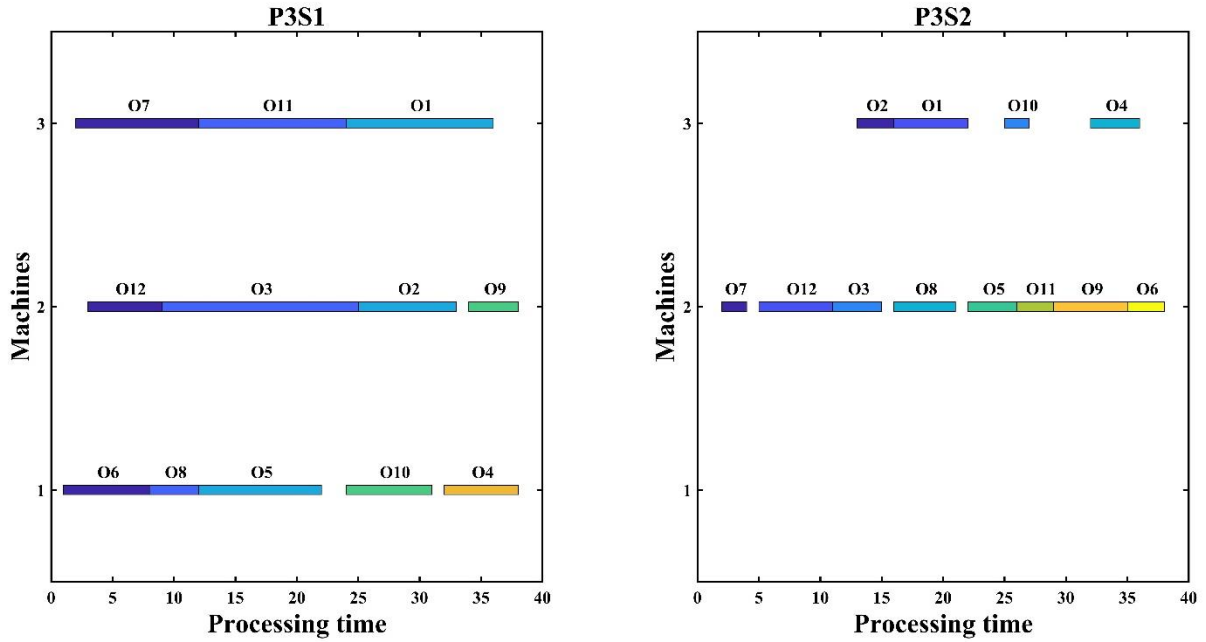 P3S1
O7 O11 O1
3
O12 O3 O2 O9
2
O6 O8 O5 O10 O4
1
0 5 10 15 20 25 30 35 40
Processing time
Machines
P3S2
O2 O1 O10 O4
3
O7 O12 O3 O8 O5 O11 O9 O6
2
1
0 5 10 15 20 25 30 35 40
Processing time
Machines